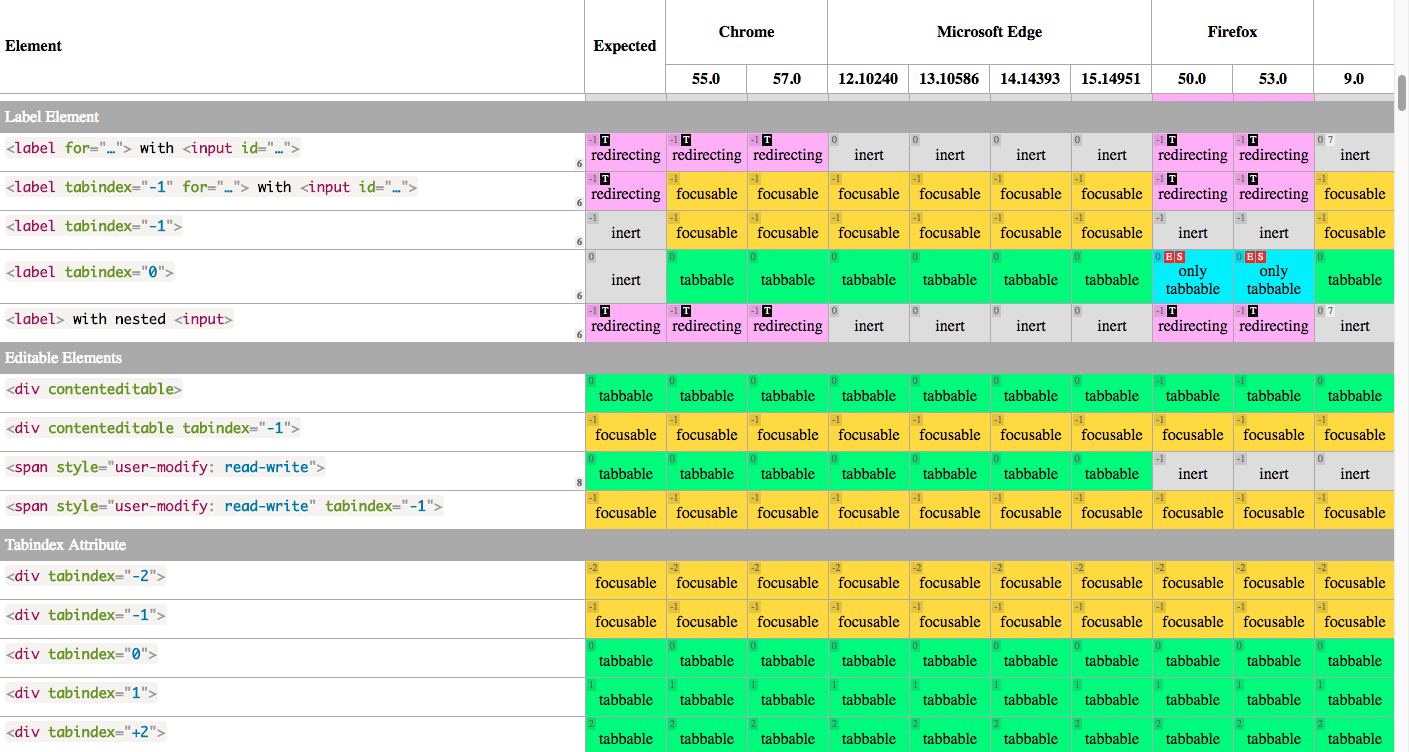 Element Expected Chrome Microsoft Edge Firefox
55.0 57.0 12.10240 13.10586 14.14393 15.14951 50.0 53.0 9.0
Label Element
-1 T -1 T -1 T 0 0 0 0 -1 T -1 T 0 7
<label for="…"> with <input id="…"> 6 redirecting redirecting redirecting inert inert inert inert redirecting redirecting inert
-1 T -1 -1 -1 -1 -1 -1 -1 T -1 T -1
<label tabindex="-1" for="…"> with <input id="…"> 6 redirecting focusable focusable focusable focusable focusable focusable redirecting redirecting focusable
-1 -1 -1 -1 -1 -1 -1 -1 -1 -1
<label tabindex="-1"> 6 inert focusable focusable focusable focusable focusable focusable inert inert focusable
0 0 0 0 0 0 0 0 E S 0 E S 0
<label tabindex="0"> 6 inert tabbable tabbable tabbable tabbable tabbable tabbable only tabbable only tabbable tabbable
-1 T -1 T -1 T 0 0 0 0 -1 T -1 T 0 7
<label> with nested <input> 6 redirecting redirecting redirecting inert inert inert inert redirecting redirecting inert
Editable Elements
0 0 0 0 0 0 0 -1 -1 0
<div contenteditable> tabbable tabbable tabbable tabbable tabbable tabbable tabbable tabbable tabbable tabbable
-1 -1 -1 -1 -1 -1 -1 -1 -1 -1
<div contenteditable tabindex="-1"> focusable focusable focusable focusable focusable focusable focusable focusable focusable focusable
0 0 0 0 0 0 0 -1 -1 0
<span style="user-modify: read-write"> 8 tabbable tabbable tabbable tabbable tabbable tabbable tabbable inert inert inert
-1 -1 -1 -1 -1 -1 -1 -1 -1 -1
<span style="user-modify: read-write" tabindex="-1"> focusable focusable focusable focusable focusable focusable focusable focusable focusable focusable
Tabindex Attribute
-2 -2 -2 -2 -2 -2 -2 -2 -2 -2
<div tabindex="-2"> focusable focusable focusable focusable focusable focusable focusable focusable focusable focusable
-1 -1 -1 -1 -1 -1 -1 -1 -1 -1
<div tabindex="-1"> focusable focusable focusable focusable focusable focusable focusable focusable focusable focusable
0 0 0 0 0 0 0 0 0 0
<div tabindex="0"> tabbable tabbable tabbable tabbable tabbable tabbable tabbable tabbable tabbable tabbable
1 1 1 1 1 1 1 1 1 1
<div tabindex="1"> tabbable tabbable tabbable tabbable tabbable tabbable tabbable tabbable tabbable tabbable
2 2 2 2 2 2 2 2 2 2
<div tabindex="+2"> tabbable tabbable tabbable tabbable tabbable tabbable tabbable tabbable tabbable tabbable